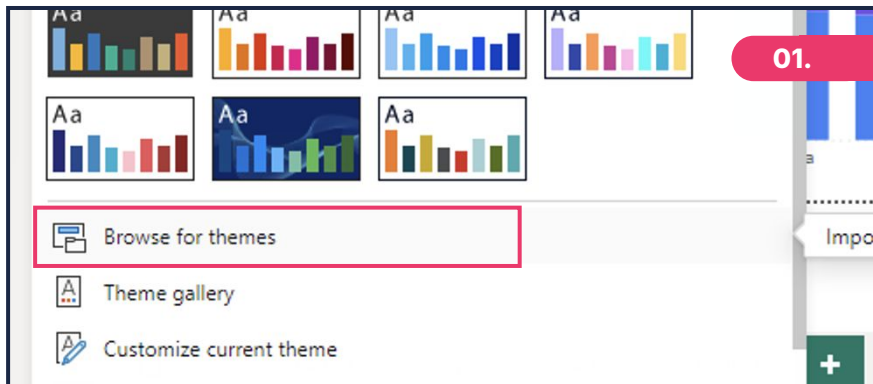 Aa Aa Aa Aa
01.
Aa Aa Aa
a
Browse for themes
Impo
Theme gallery
Customize current theme
+